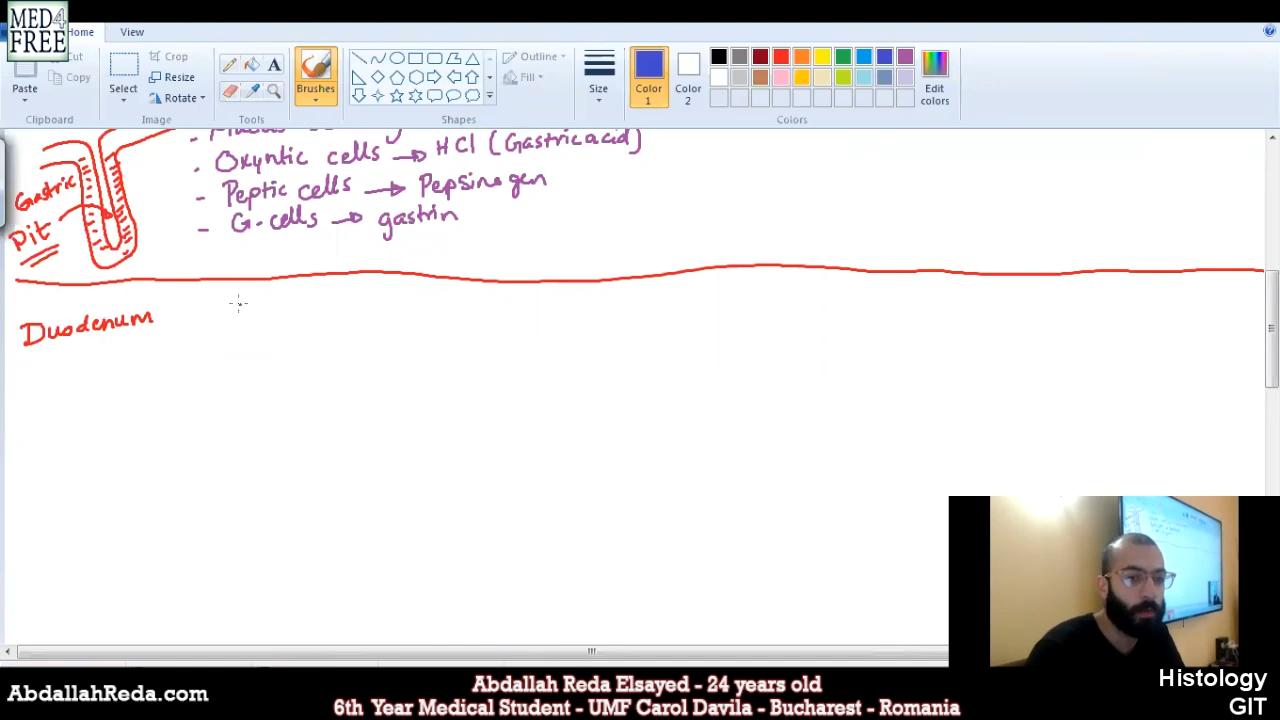 MED4
FREE
Home
View
Cut
Copy
Paste
Clipboard
Crop
Resize
Rotate
Select
Image
Tools
Brushes
Outline
Fill
Shapes
Size
Color 1
Color 2
Edit colors
Colors
- Oxyntic cells → HCl (Gastric acid)
- Peptic cells → Pepsinogen
- G-cells → gastrin
Gastric
Pit
Duodenum
Histology
GIT
AbdallahReda.com
Abdallah Reda Elsayed - 24 years old
6th Year Medical Student - UMF Carol Davila - Bucharest - Romania